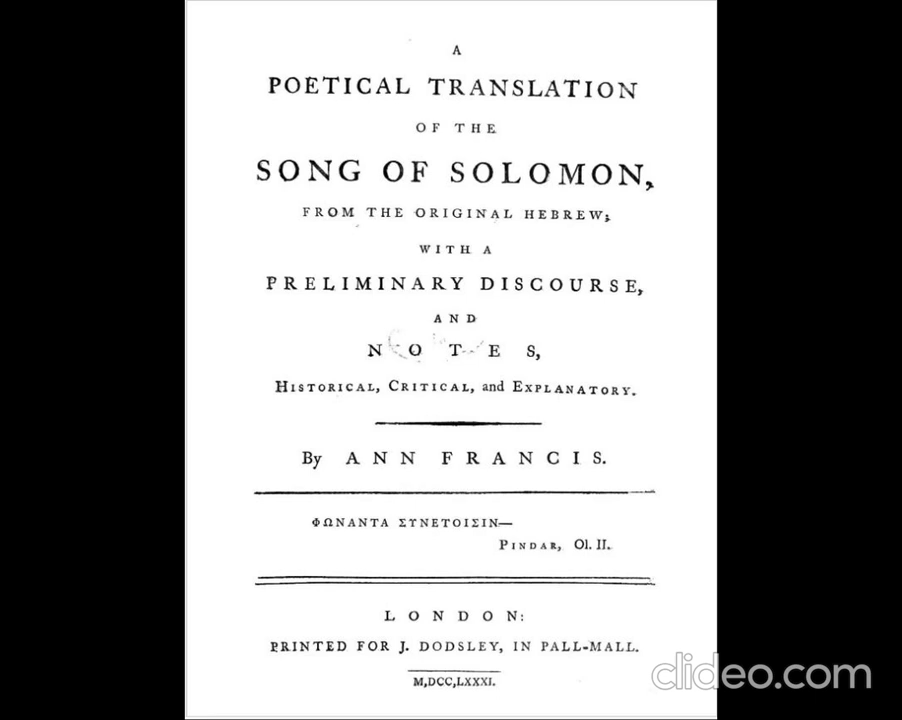 A
POETICAL TRANSLATION
OF THE
SONG OF SOLOMON,
FROM THE ORIGINAL HEBREW;
WITH A
PRELIMINARY DISCOURSE,
AND
NOTES,
HISTORICAL, CRITICAL, and EXPLANATORY.
By ANN FRANCIS.
ΦΩΝΑΝΤΑ ΣΥΝΕΤΟΙΣΙΝ—
PINDAR, Ol. II.
LONDON:
PRINTED FOR J. DODSLEY, IN PALL-MALL.
M,DCC,LXXXI.
clideo.com